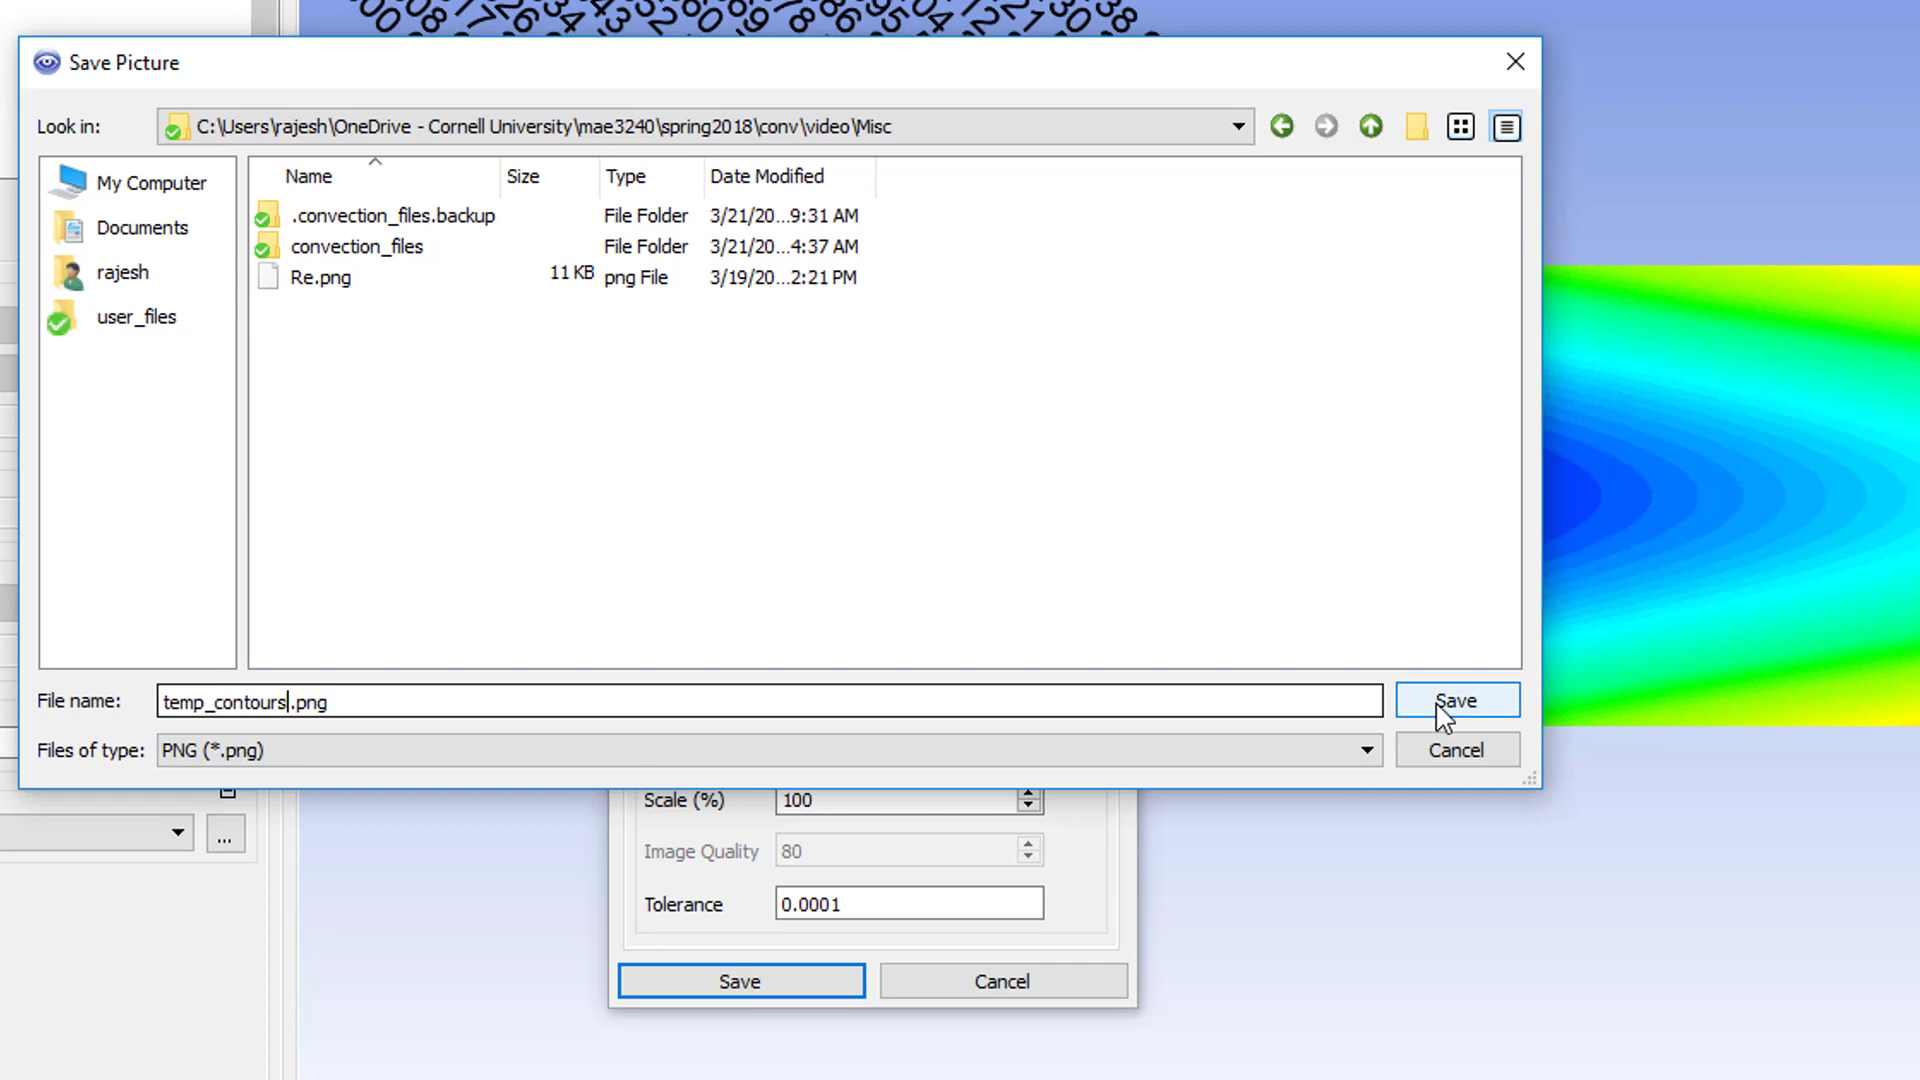 Save Picture
Look in: C:\Users\rajesh\OneDrive - Cornell University\mae3240\spring2018\conv\video\Misc
My Computer
Documents
rajesh
user_files
Name Size Type Date Modified
.convection_files.backup File Folder 3/21/20...9:31 AM
convection_files File Folder 3/21/20...4:37 AM
Re.png 11 KB png File 3/19/20...2:21 PM
File name: temp_contours.png Save
Files of type: PNG (*.png) Cancel
Scale (%) 100
...
Image Quality 80
Tolerance 0.0001
Save Cancel